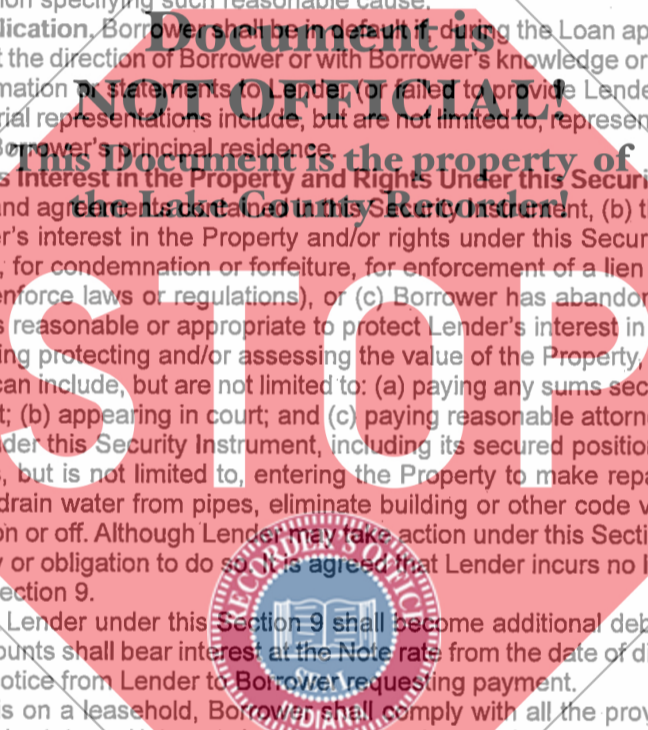 on specifying such reasonable cause.
lication. Borrower shall be in default if, during the Loan ap
Document is
t the direction of Borrower or with Borrower's knowledge or
mation or statements to Lender (or failed to provide Lende
NOT OFFICIAL!
rial representations include, but are not limited to, represen
Borrower's principal residence.
This Document is the property of
s Interest in the Property and Rights Under this Securi
the Lake County Recorder!
nd agreements contained in this Security Instrument, (b) t
r's interest in the Property and/or rights under this Secur
, for condemnation or forfeiture, for enforcement of a lien
enforce laws or regulations), or (c) Borrower has abandor
s reasonable or appropriate to protect Lender's interest in
ing protecting and/or assessing the value of the Property,
STOP
can include, but are not limited to: (a) paying any sums sec
t; (b) appearing in court; and (c) paying reasonable attorn
der this Security Instrument, including its secured positio
, but is not limited to, entering the Property to make repa
drain water from pipes, eliminate building or other code v
on or off. Although Lender may take action under this Secti
y or obligation to do so. It is agreed that Lender incurs no l
ection 9.
RECORDER'S OFFICE
Lender under this Section 9 shall become additional deb
ounts shall bear interest at the Note rate from the date of di
otice from Lender to Borrower requesting payment.
Seal
INDIANA
s on a leasehold, Borrower shall comply with all the prov